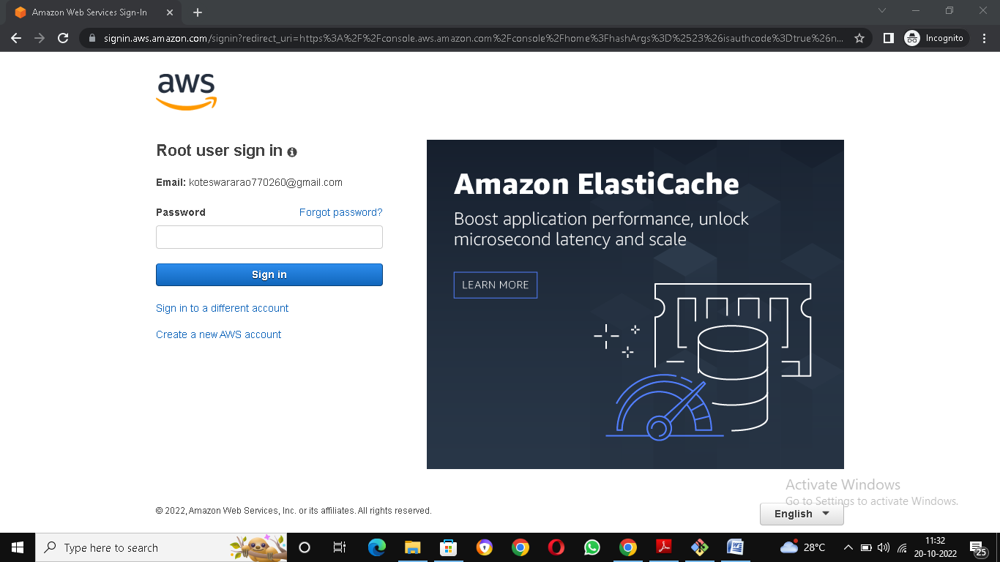 Amazon Web Services Sign-In
signin.aws.amazon.com/signin?redirect_uri=https%3A%2F%2Fconsole.aws.amazon.com%2Fconsole%2Fhome%3FhashArgs%3D%2523%26isauthcode%3Dtrue%26n...
Incognito
aws
Root user sign in
Email: koteswararao770260@gmail.com
Password
Forgot password?
Sign in
Sign in to a different account
Create a new AWS account
Amazon ElastiCache
Boost application performance, unlock
microsecond latency and scale
LEARN MORE
Activate Windows
Go to Settings to activate Windows.
© 2022, Amazon Web Services, Inc. or its affiliates. All rights reserved.
English
Type here to search
28°C
11:32
20-10-2022
25